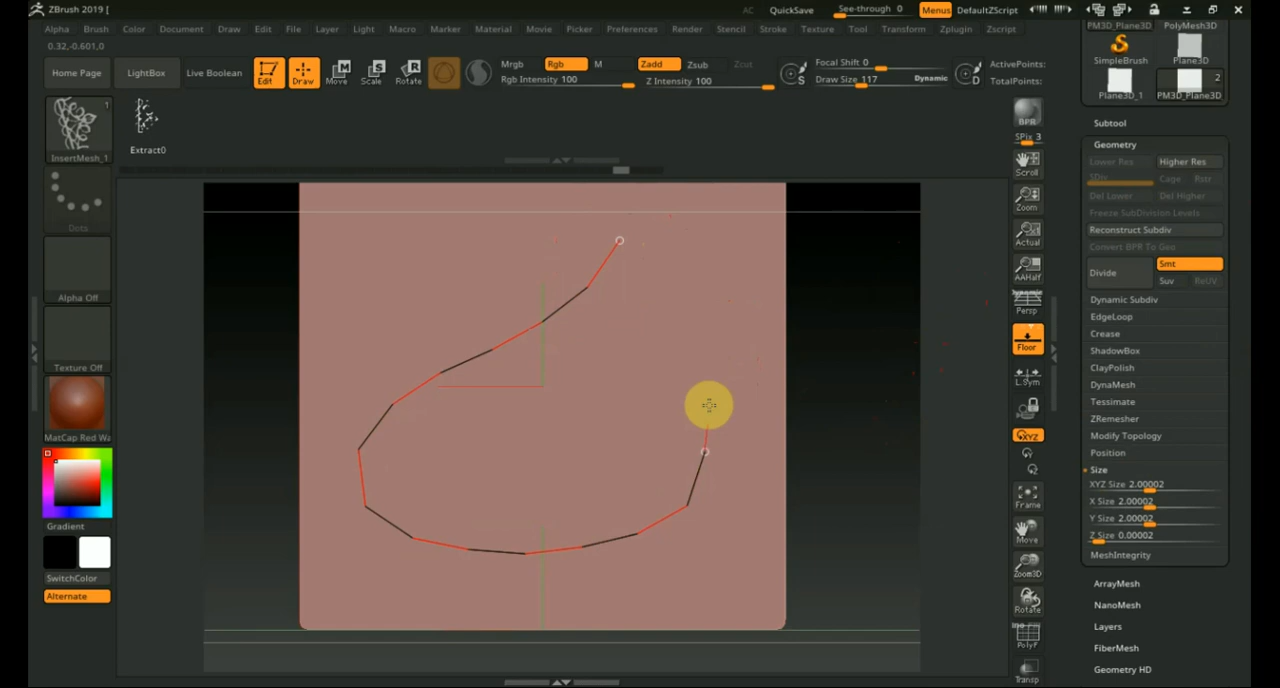 ZBrush 2019 [
AC QuickSave See-through 0 Menus DefaultZScript
Alpha Brush Color Document Draw Edit File Layer Light Macro Marker Material Movie Picker Preferences Render Stencil Stroke Texture Tool Transform Zplugin Zscript
0.32,-0.601,0
Home Page LightBox Live Boolean Edit Draw Move Scale Rotate
Mrgb Rgb M Zadd Zsub Zcut Focal Shift 0 ActivePoints:
Rgb Intensity 100 Z Intensity 100 Draw Size 117 Dynamic TotalPoints:
S
D
1
InsertMesh_1
Extract0
Dots
Alpha Off
Texture Off
MatCap Red Wa
Gradient
SwitchColor
Alternate
BPR
SPix 3
Scroll
Zoom
Actual
AAHalf
Dynamic
Persp
Floor
L.Sym
XYZ
Frame
Move
Zoom3D
Rotate
PolyF
Transp
PM3D_Plane3D PolyMesh3D
SimpleBrush Plane3D
2
Plane3D_1 PM3D_Plane3D
Subtool
Geometry
Lower Res Higher Res
SDiv Cage Rstr
Del Lower Del Higher
Freeze SubDivision Levels
Reconstruct Subdiv
Convert BPR To Geo
Divide Smt
Suv ReUV
Dynamic Subdiv
EdgeLoop
Crease
ShadowBox
ClayPolish
DynaMesh
Tessimate
ZRemesher
Modify Topology
Position
Size
XYZ Size 2.00002
X Size 2.00002
Y Size 2.00002
Z Size 0.00002
MeshIntegrity
ArrayMesh
NanoMesh
Layers
FiberMesh
Geometry HD